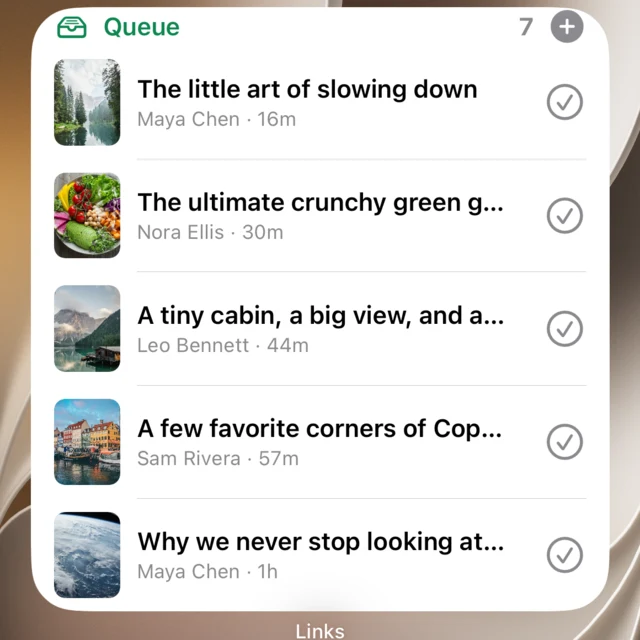 Queue
7
The little art of slowing down
Maya Chen · 16m
The ultimate crunchy green g...
Nora Ellis · 30m
A tiny cabin, a big view, and a...
Leo Bennett · 44m
A few favorite corners of Cop...
Sam Rivera · 57m
Why we never stop looking at...
Maya Chen · 1h
Links